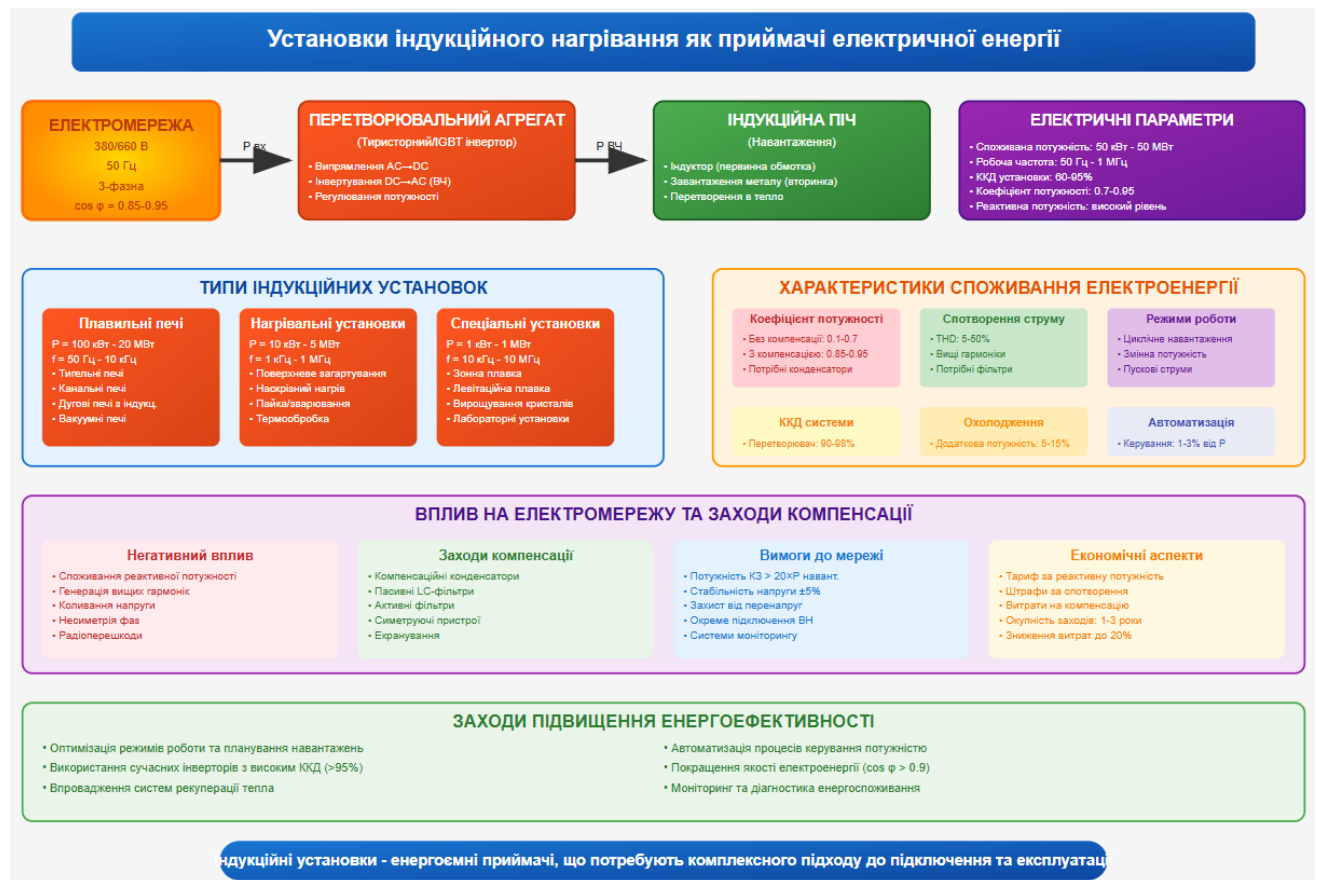 Установки індукційного нагрівання як приймачі електричної енергії
ЕЛЕКТРОМЕРЕЖА
380/660 В
50 Гц
3-фазна
cos φ = 0.85-0.95
P вх
ПЕРЕТВОРЮВАЛЬНИЙ АГРЕГАТ
(Тиристорний/IGBT інвертор)
• Випрямлення AC→DC
• Інвертування DC→AC (ВЧ)
• Регулювання потужності
P ВЧ
ІНДУКЦІЙНА ПІЧ
(Навантаження)
• Індуктор (первинна обмотка)
• Завантаження металу (вторинка)
• Перетворення в тепло
ЕЛЕКТРИЧНІ ПАРАМЕТРИ
• Споживана потужність: 50 кВт - 50 МВт
• Робоча частота: 50 Гц - 1 МГц
• ККД установки: 60-95%
• Коефіцієнт потужності: 0.7-0.95
• Реактивна потужність: високий рівень
ТИПИ ІНДУКЦІЙНИХ УСТАНОВОК
Плавильні печі
P = 100 кВт - 20 МВт
f = 50 Гц - 10 кГц
• Тигельні печі
• Канальні печі
• Дугові печі з індукц.
• Вакуумні печі
Нагрівальні установки
P = 10 кВт - 5 МВт
f = 1 кГц - 1 МГц
• Поверхневе загартування
• Наскрізний нагрів
• Пайка/зварювання
• Термообробка
Спеціальні установки
P = 1 кВт - 1 МВт
f = 10 кГц - 10 МГц
• Зонна плавка
• Левітаційна плавка
• Вирощування кристалів
• Лабораторні установки
ХАРАКТЕРИСТИКИ СПОЖИВАННЯ ЕЛЕКТРОЕНЕРГІЇ
Коефіцієнт потужності
• Без компенсації: 0.1-0.7
• З компенсацією: 0.85-0.95
• Потрібні конденсатори
Спотворення струму
• THD: 5-50%
• Вищі гармоніки
• Потрібні фільтри
Режими роботи
• Циклічне навантаження
• Змінна потужність
• Пускові струми
ККД системи
• Перетворювач: 90-98%
Охолодження
• Додаткова потужність: 5-15%
Автоматизація
• Керування: 1-3% від P
ВПЛИВ НА ЕЛЕКТРОМЕРЕЖУ ТА ЗАХОДИ КОМПЕНСАЦІЇ
Негативний вплив
• Споживання реактивної потужності
• Генерація вищих гармонік
• Коливання напруги
• Несиметрія фаз
• Радіоперешкоди
Заходи компенсації
• Компенсаційні конденсатори
• Пасивні LC-фільтри
• Активні фільтри
• Симетруючі пристрої
• Екранування
Вимоги до мережі
• Потужність КЗ > 20×P навант.
• Стабільність напруги ±5%
• Захист від перенапруг
• Окреме підключення ВН
• Системи моніторингу
Економічні аспекти
• Тариф за реактивну потужність
• Штрафи за спотворення
• Витрати на компенсацію
• Окупність заходів: 1-3 роки
• Зниження витрат до 20%
ЗАХОДИ ПІДВИЩЕННЯ ЕНЕРГОЕФЕКТИВНОСТІ
• Оптимізація режимів роботи та планування навантажень
• Використання сучасних інверторів з високим ККД (>95%)
• Впровадження систем рекуперації тепла
• Автоматизація процесів керування потужністю
• Покращення якості електроенергії (cos φ > 0.9)
• Моніторинг та діагностика енергоспоживання
Індукційні установки - енергоємні приймачі, що потребують комплексного підходу до підключення та експлуатації